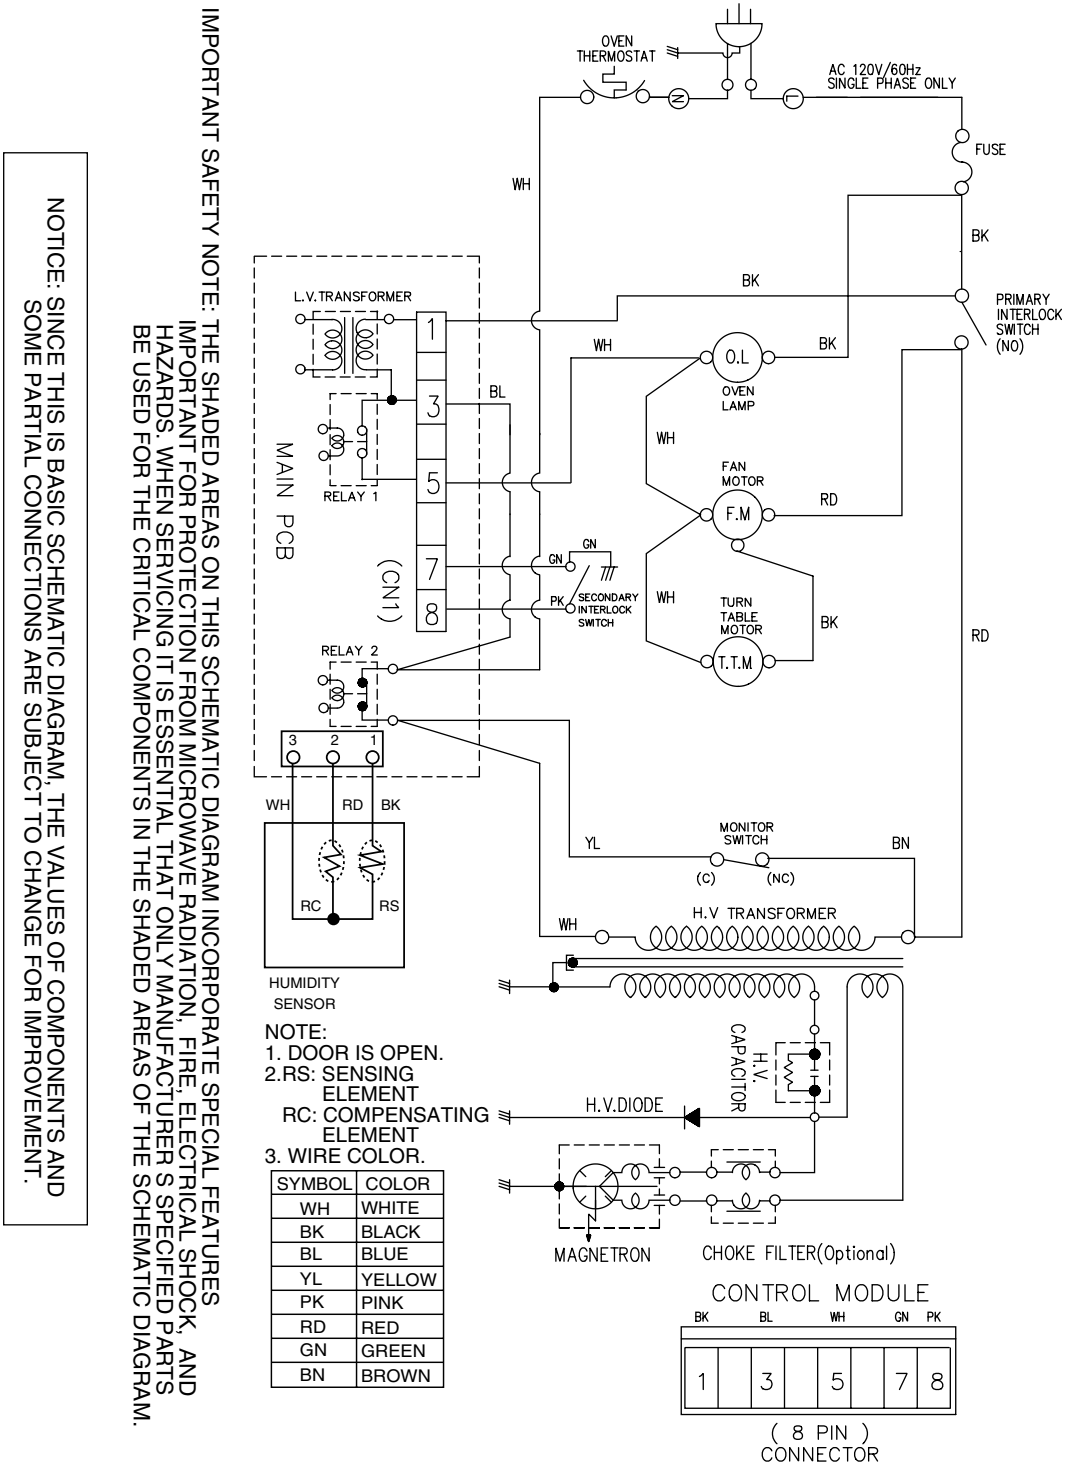 NOTICE: SINCE THIS IS BASIC SCHEMATIC DIAGRAM, THE VALUES OF COMPONENTS AND
SOME PARTIAL CONNECTIONS ARE SUBJECT TO CHANGE FOR IMPROVEMENT.
IMPORTANT SAFETY NOTE: THE SHADED AREAS ON THIS SCHEMATIC DIAGRAM INCORPORATE SPECIAL FEATURES
IMPORTANT FOR PROTECTION FROM MICROWAVE RADIATION, FIRE, ELECTRICAL SHOCK, AND
HAZARDS. WHEN SERVICING IT IS ESSENTIAL THAT ONLY MANUFACTURER S SPECIFIED PARTS
BE USED FOR THE CRITICAL COMPONENTS IN THE SHADED AREAS OF THE SCHEMATIC DIAGRAM.
OVEN
THERMOSTAT
N
L
AC 120V/60Hz
SINGLE PHASE ONLY
FUSE
WH
BK
BK
PRIMARY
INTERLOCK
SWITCH
(NO)
L.V.TRANSFORMER
1
3
5
7
8
BL
WH
O.L
BK
OVEN
LAMP
WH
RELAY 1
MAIN PCB
(CN1)
FAN
MOTOR
F.M
RD
GN
GN
PK
SECONDARY
INTERLOCK
SWITCH
WH
TURN
TABLE
MOTOR
T.T.M
BK
RD
RELAY 2
3 2 1
WH RD BK
RC RS
HUMIDITY
SENSOR
YL
MONITOR
SWITCH
(C) (NC)
BN
WH
H.V TRANSFORMER
H.V.
CAPACITOR
H.V.DIODE
MAGNETRON
CHOKE FILTER(Optional)
NOTE:
1. DOOR IS OPEN.
2.RS: SENSING
ELEMENT
RC: COMPENSATING
ELEMENT
3. WIRE COLOR.
SYMBOL COLOR
WH WHITE
BK BLACK
BL BLUE
YL YELLOW
PK PINK
RD RED
GN GREEN
BN BROWN
CONTROL MODULE
BK BL WH GN PK
1 3 5 7 8
( 8 PIN )
CONNECTOR